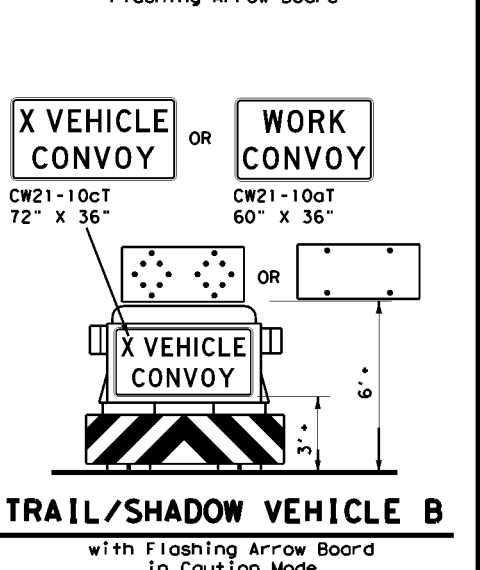 Flashing Arrow Board
X VEHICLE
CONVOY
OR
WORK
CONVOY
CW21-10cT
72" X 36"
CW21-10aT
60" X 36"
OR
X VEHICLE
CONVOY
6' +
3' +
TRAIL/SHADOW VEHICLE B
with Flashing Arrow Board
in Caution Mode